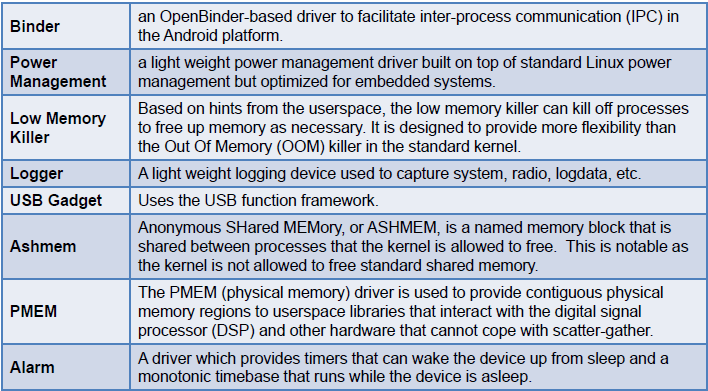 Binder
an OpenBinder-based driver to facilitate inter-process communication (IPC) in
the Android platform.
Power
Management
a light weight power management driver built on top of standard Linux power
management but optimized for embedded systems.
Low Memory
Killer
Based on hints from the userspace, the low memory killer can kill off processes
to free up memory as necessary. It is designed to provide more flexibility than
the Out Of Memory (OOM) killer in the standard kernel.
Logger
A light weight logging device used to capture system, radio, logdata, etc.
USB Gadget
Uses the USB function framework.
Ashmem
Anonymous SHared MEMory, or ASHMEM, is a named memory block that is
shared between processes that the kernel is allowed to free.  This is notable as
the kernel is not allowed to free standard shared memory.
PMEM
The PMEM (physical memory) driver is used to provide contiguous physical
memory regions to userspace libraries that interact with the digital signal
processor (DSP) and other hardware that cannot cope with scatter-gather.
Alarm
A driver which provides timers that can wake the device up from sleep and a
monotonic timebase that runs while the device is asleep.